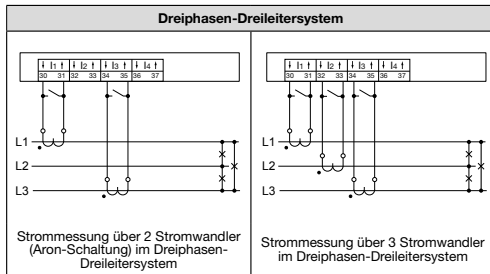 Dreiphasen-Dreileitersystem
↓ I1 ↑ ↓ I2 ↑ ↓ I3 ↑ ↓ I4 ↑
30 31 32 33 34 35 36 37
L1
L2
L3
Strommessung über 2 Stromwandler
(Aron-Schaltung) im Dreiphasen-
Dreileitersystem
↓ I1 ↑ ↓ I2 ↑ ↓ I3 ↑ ↓ I4 ↑
30 31 32 33 34 35 36 37
L1
L2
L3
Strommessung über 3 Stromwandler
im Dreiphasen-Dreileitersystem